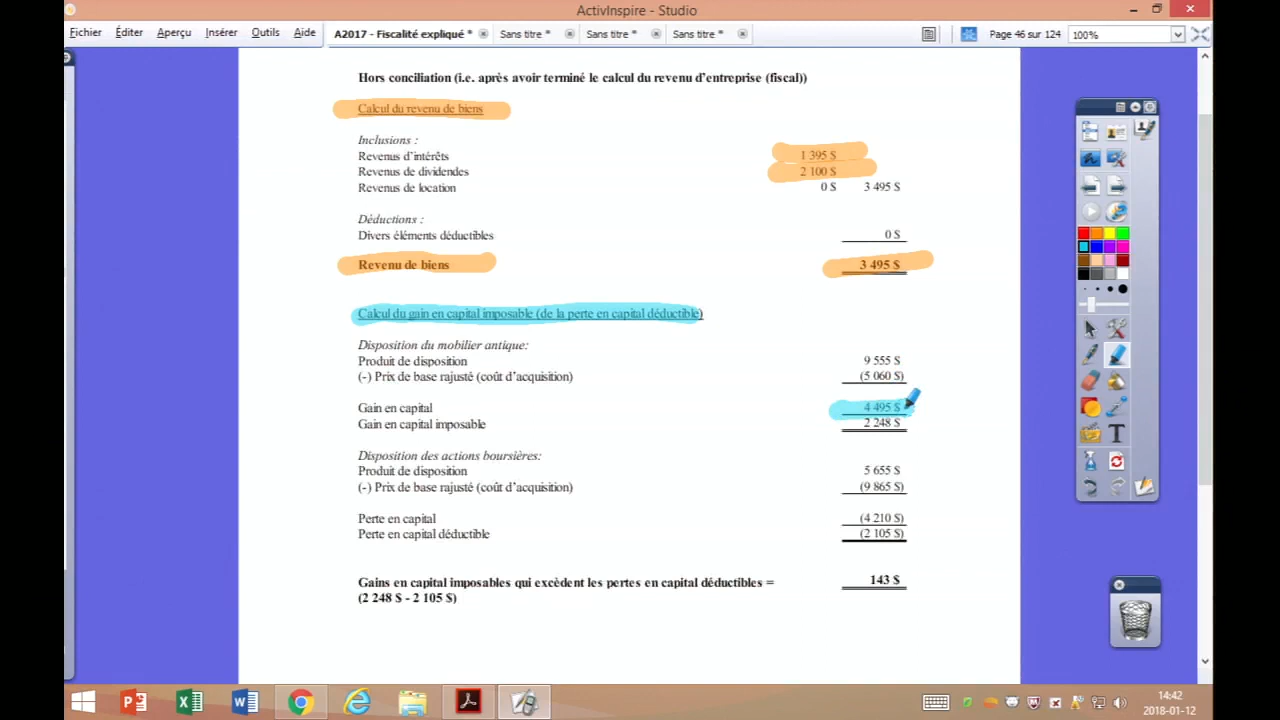 ActivInspire - Studio
Fichier Éditer Aperçu Insérer Outils Aide A2017 - Fiscalité expliqué * Sans titre * Sans titre * Sans titre * Page 46 sur 124 100%
Hors conciliation (i.e. après avoir terminé le calcul du revenu d'entreprise (fiscal))
Calcul du revenu de biens
Inclusions :
Revenus d'intérêts 1 395 $
Revenus de dividendes 2 100 $
Revenus de location 0 $ 3 495 $
Déductions :
Divers éléments déductibles 0 $
Revenu de biens 3 495 $
Calcul du gain en capital imposable (de la perte en capital déductible)
Disposition du mobilier antique:
Produit de disposition 9 555 $
(-) Prix de base rajusté (coût d'acquisition) (5 060 $)
Gain en capital 4 495 $
Gain en capital imposable 2 248 $
Disposition des actions boursières:
Produit de disposition 5 655 $
(-) Prix de base rajusté (coût d'acquisition) (9 865 $)
Perte en capital (4 210 $)
Perte en capital déductible (2 105 $)
Gains en capital imposables qui excèdent les pertes en capital déductibles = 143 $
(2 248 $ - 2 105 $)
14:42
2018-01-12